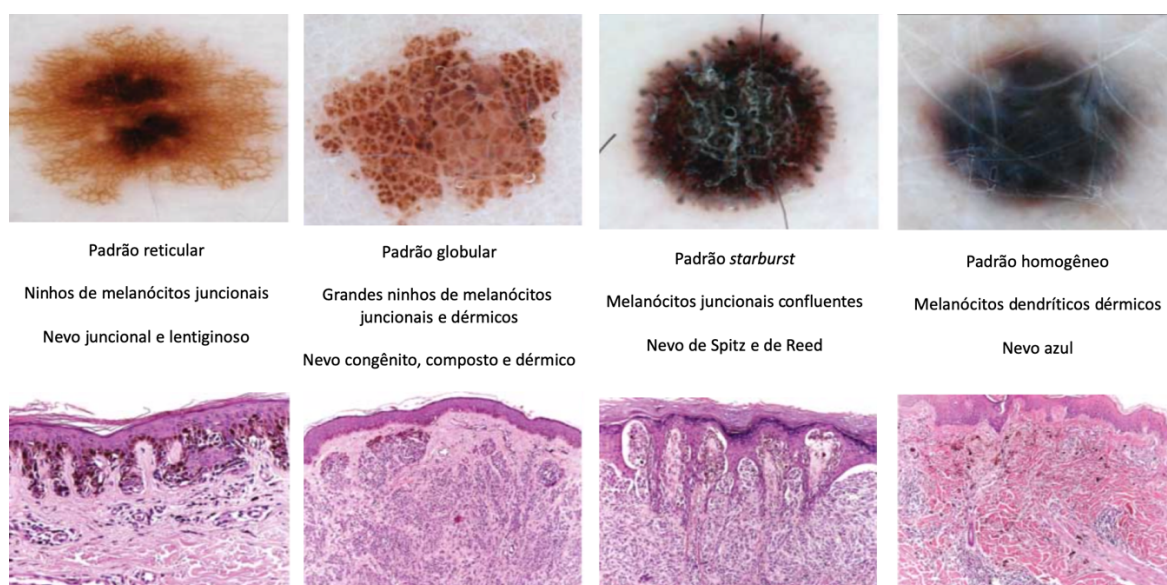 Padrão reticular
Ninhos de melanócitos juncionais
Nevo juncional e lentiginoso
Padrão globular
Grandes ninhos de melanócitos
juncionais e dérmicos
Nevo congênito, composto e dérmico
Padrão starburst
Melanócitos juncionais confluentes
Nevo de Spitz e de Reed
Padrão homogêneo
Melanócitos dendríticos dérmicos
Nevo azul